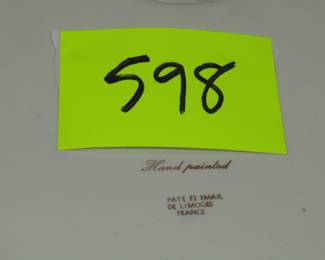 598
Hand painted
PATE ET EMAIL
DE LIMOGES
FRANCE